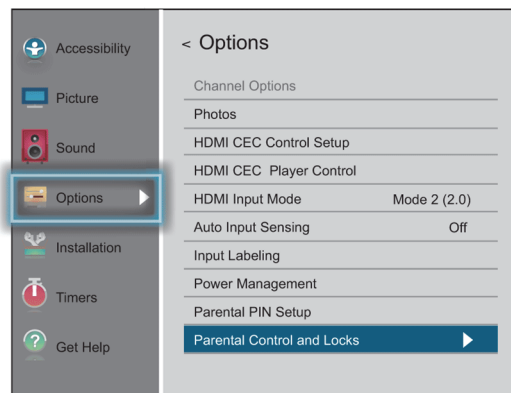 Accessibility
Picture
Sound
Options
Installation
Timers
Get Help
< Options
Channel Options
Photos
HDMI CEC Control Setup
HDMI CEC Player Control
HDMI Input Mode Mode 2 (2.0)
Auto Input Sensing Off
Input Labeling
Power Management
Parental PIN Setup
Parental Control and Locks